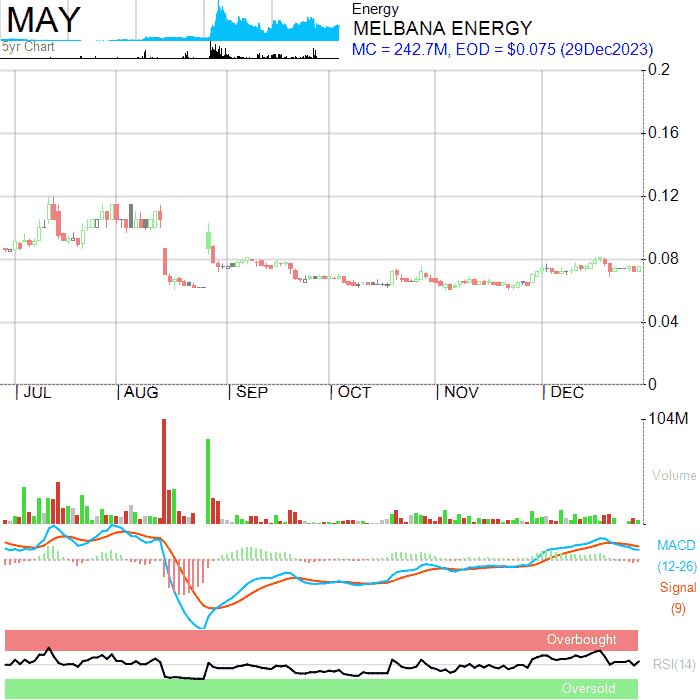 MAY
5yr Chart
Energy
MELBANA ENERGY
MC = 242.7M, EOD = $0.075 (29Dec2023)
0.2
0.16
0.12
0.08
0.04
0
JUL AUG SEP OCT NOV DEC
104M
Volume
MACD
(12-26)
Signal
(9)
Overbought
RSI(14)
Oversold